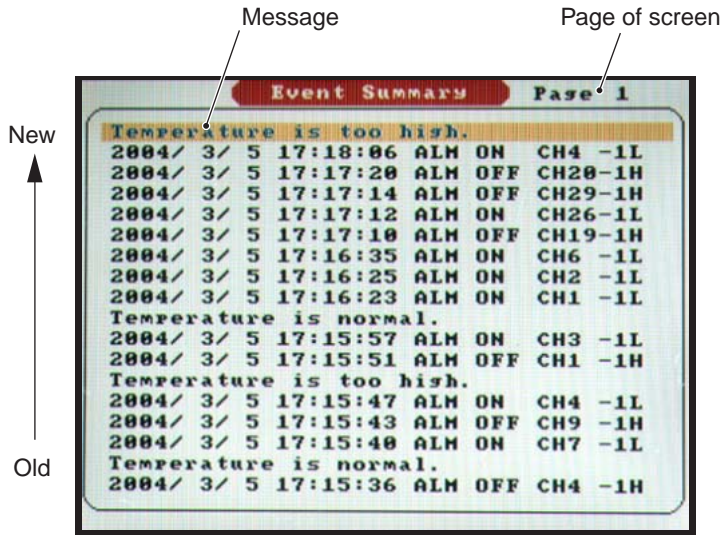 Message Page of screen
Event Summary Page 1
New
Temperature is too high.
2004/ 3/ 5 17:18:06 ALM ON CH4 -1L
2004/ 3/ 5 17:17:20 ALM OFF CH20-1H
2004/ 3/ 5 17:17:14 ALM OFF CH29-1H
2004/ 3/ 5 17:17:12 ALM ON CH26-1L
2004/ 3/ 5 17:17:10 ALM OFF CH19-1H
2004/ 3/ 5 17:16:35 ALM ON CH6 -1L
2004/ 3/ 5 17:16:25 ALM ON CH2 -1L
2004/ 3/ 5 17:16:23 ALM ON CH1 -1L
Temperature is normal.
2004/ 3/ 5 17:15:57 ALM ON CH3 -1L
2004/ 3/ 5 17:15:51 ALM OFF CH1 -1H
Temperature is too high.
2004/ 3/ 5 17:15:47 ALM ON CH4 -1L
2004/ 3/ 5 17:15:43 ALM OFF CH9 -1H
2004/ 3/ 5 17:15:40 ALM ON CH7 -1L
Old
Temperature is normal.
2004/ 3/ 5 17:15:36 ALM OFF CH4 -1H